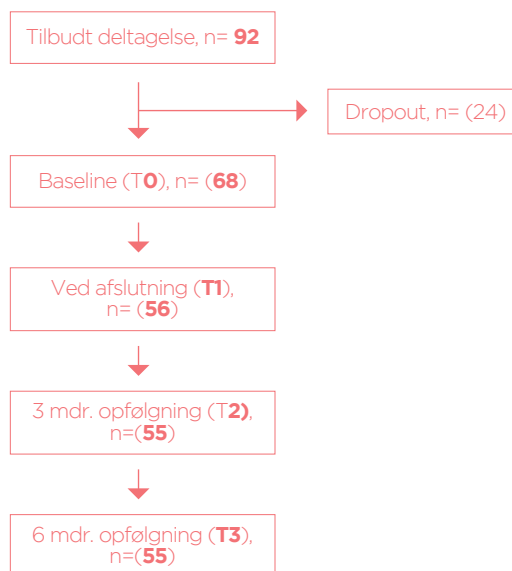 Tilbudt deltagelse, n= 92
Dropout, n= (24)
Baseline (T0), n= (68)
Ved afslutning (T1),
n= (56)
3 mdr. opfølgning (T2),
n=(55)
6 mdr. opfølgning (T3),
n=(55)